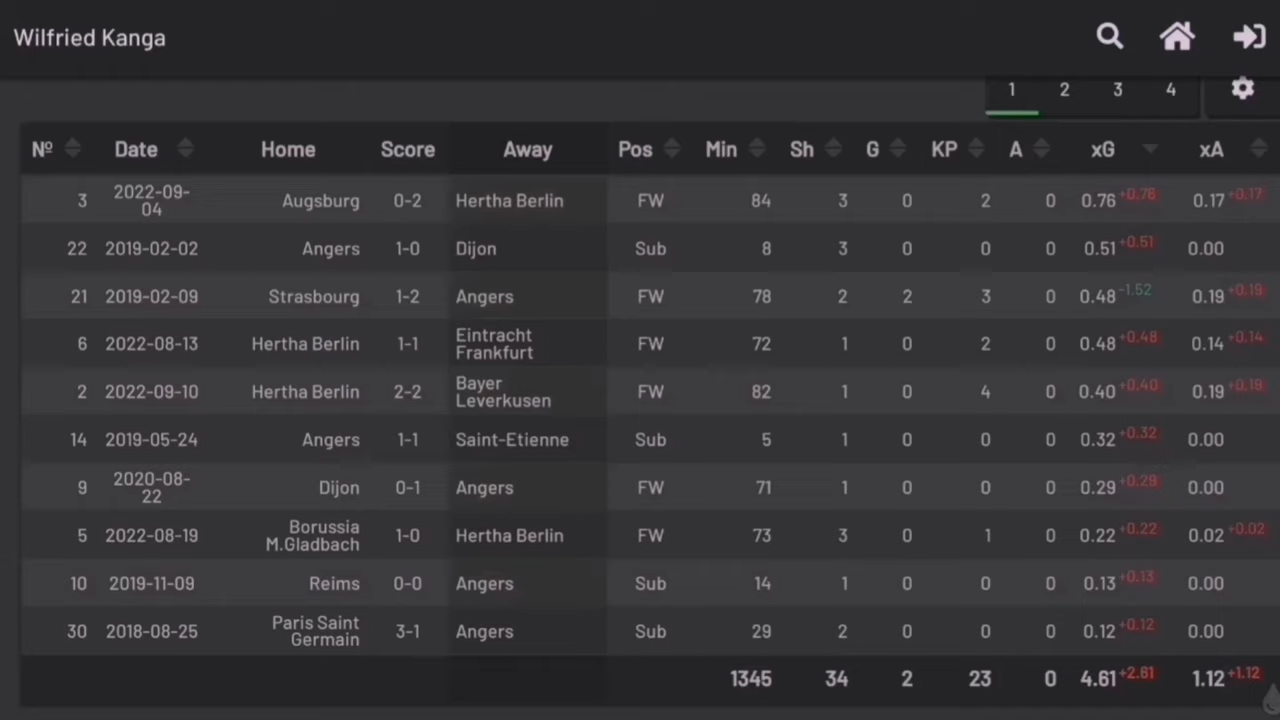 Wilfried Kanga
1 2 3 4
Nº Date Home Score Away Pos Min Sh G KP A xG xA
3 2022-09-04 Augsburg 0-2 Hertha Berlin FW 84 3 0 2 0 0.76+0.76 0.17+0.17
22 2019-02-02 Angers 1-0 Dijon Sub 8 3 0 0 0 0.51+0.51 0.00
21 2019-02-09 Strasbourg 1-2 Angers FW 78 2 2 3 0 0.48-1.52 0.19+0.19
6 2022-08-13 Hertha Berlin 1-1 Eintracht Frankfurt FW 72 1 0 2 0 0.48+0.48 0.14+0.14
2 2022-09-10 Hertha Berlin 2-2 Bayer Leverkusen FW 82 1 0 4 0 0.40+0.40 0.19+0.19
14 2019-05-24 Angers 1-1 Saint-Etienne Sub 5 1 0 0 0 0.32+0.32 0.00
9 2020-08-22 Dijon 0-1 Angers FW 71 1 0 0 0 0.29+0.29 0.00
5 2022-08-19 Borussia M.Gladbach 1-0 Hertha Berlin FW 73 3 0 1 0 0.22+0.22 0.02+0.02
10 2019-11-09 Reims 0-0 Angers Sub 14 1 0 0 0 0.13+0.13 0.00
30 2018-08-25 Paris Saint Germain 3-1 Angers Sub 29 2 0 0 0 0.12+0.12 0.00
1345 34 2 23 0 4.61+2.61 1.12+1.12